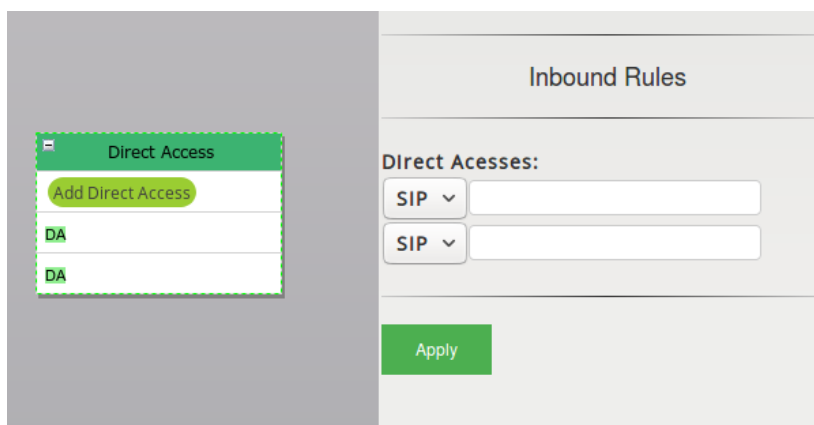 Direct Access
Add Direct Access
DA
DA
Inbound Rules
DIrect Acesses:
SIP
SIP
Apply